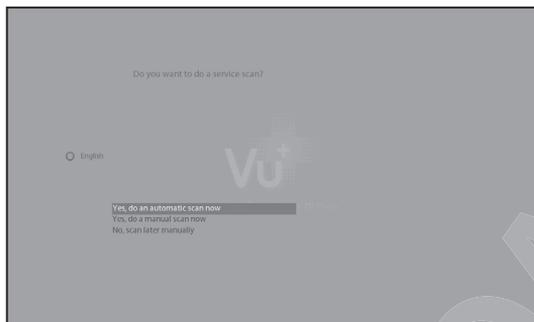 Do you want to do a service scan?
English
Vu+
Yes, do an automatic scan now
Yes, do a manual scan now
No, scan later manually